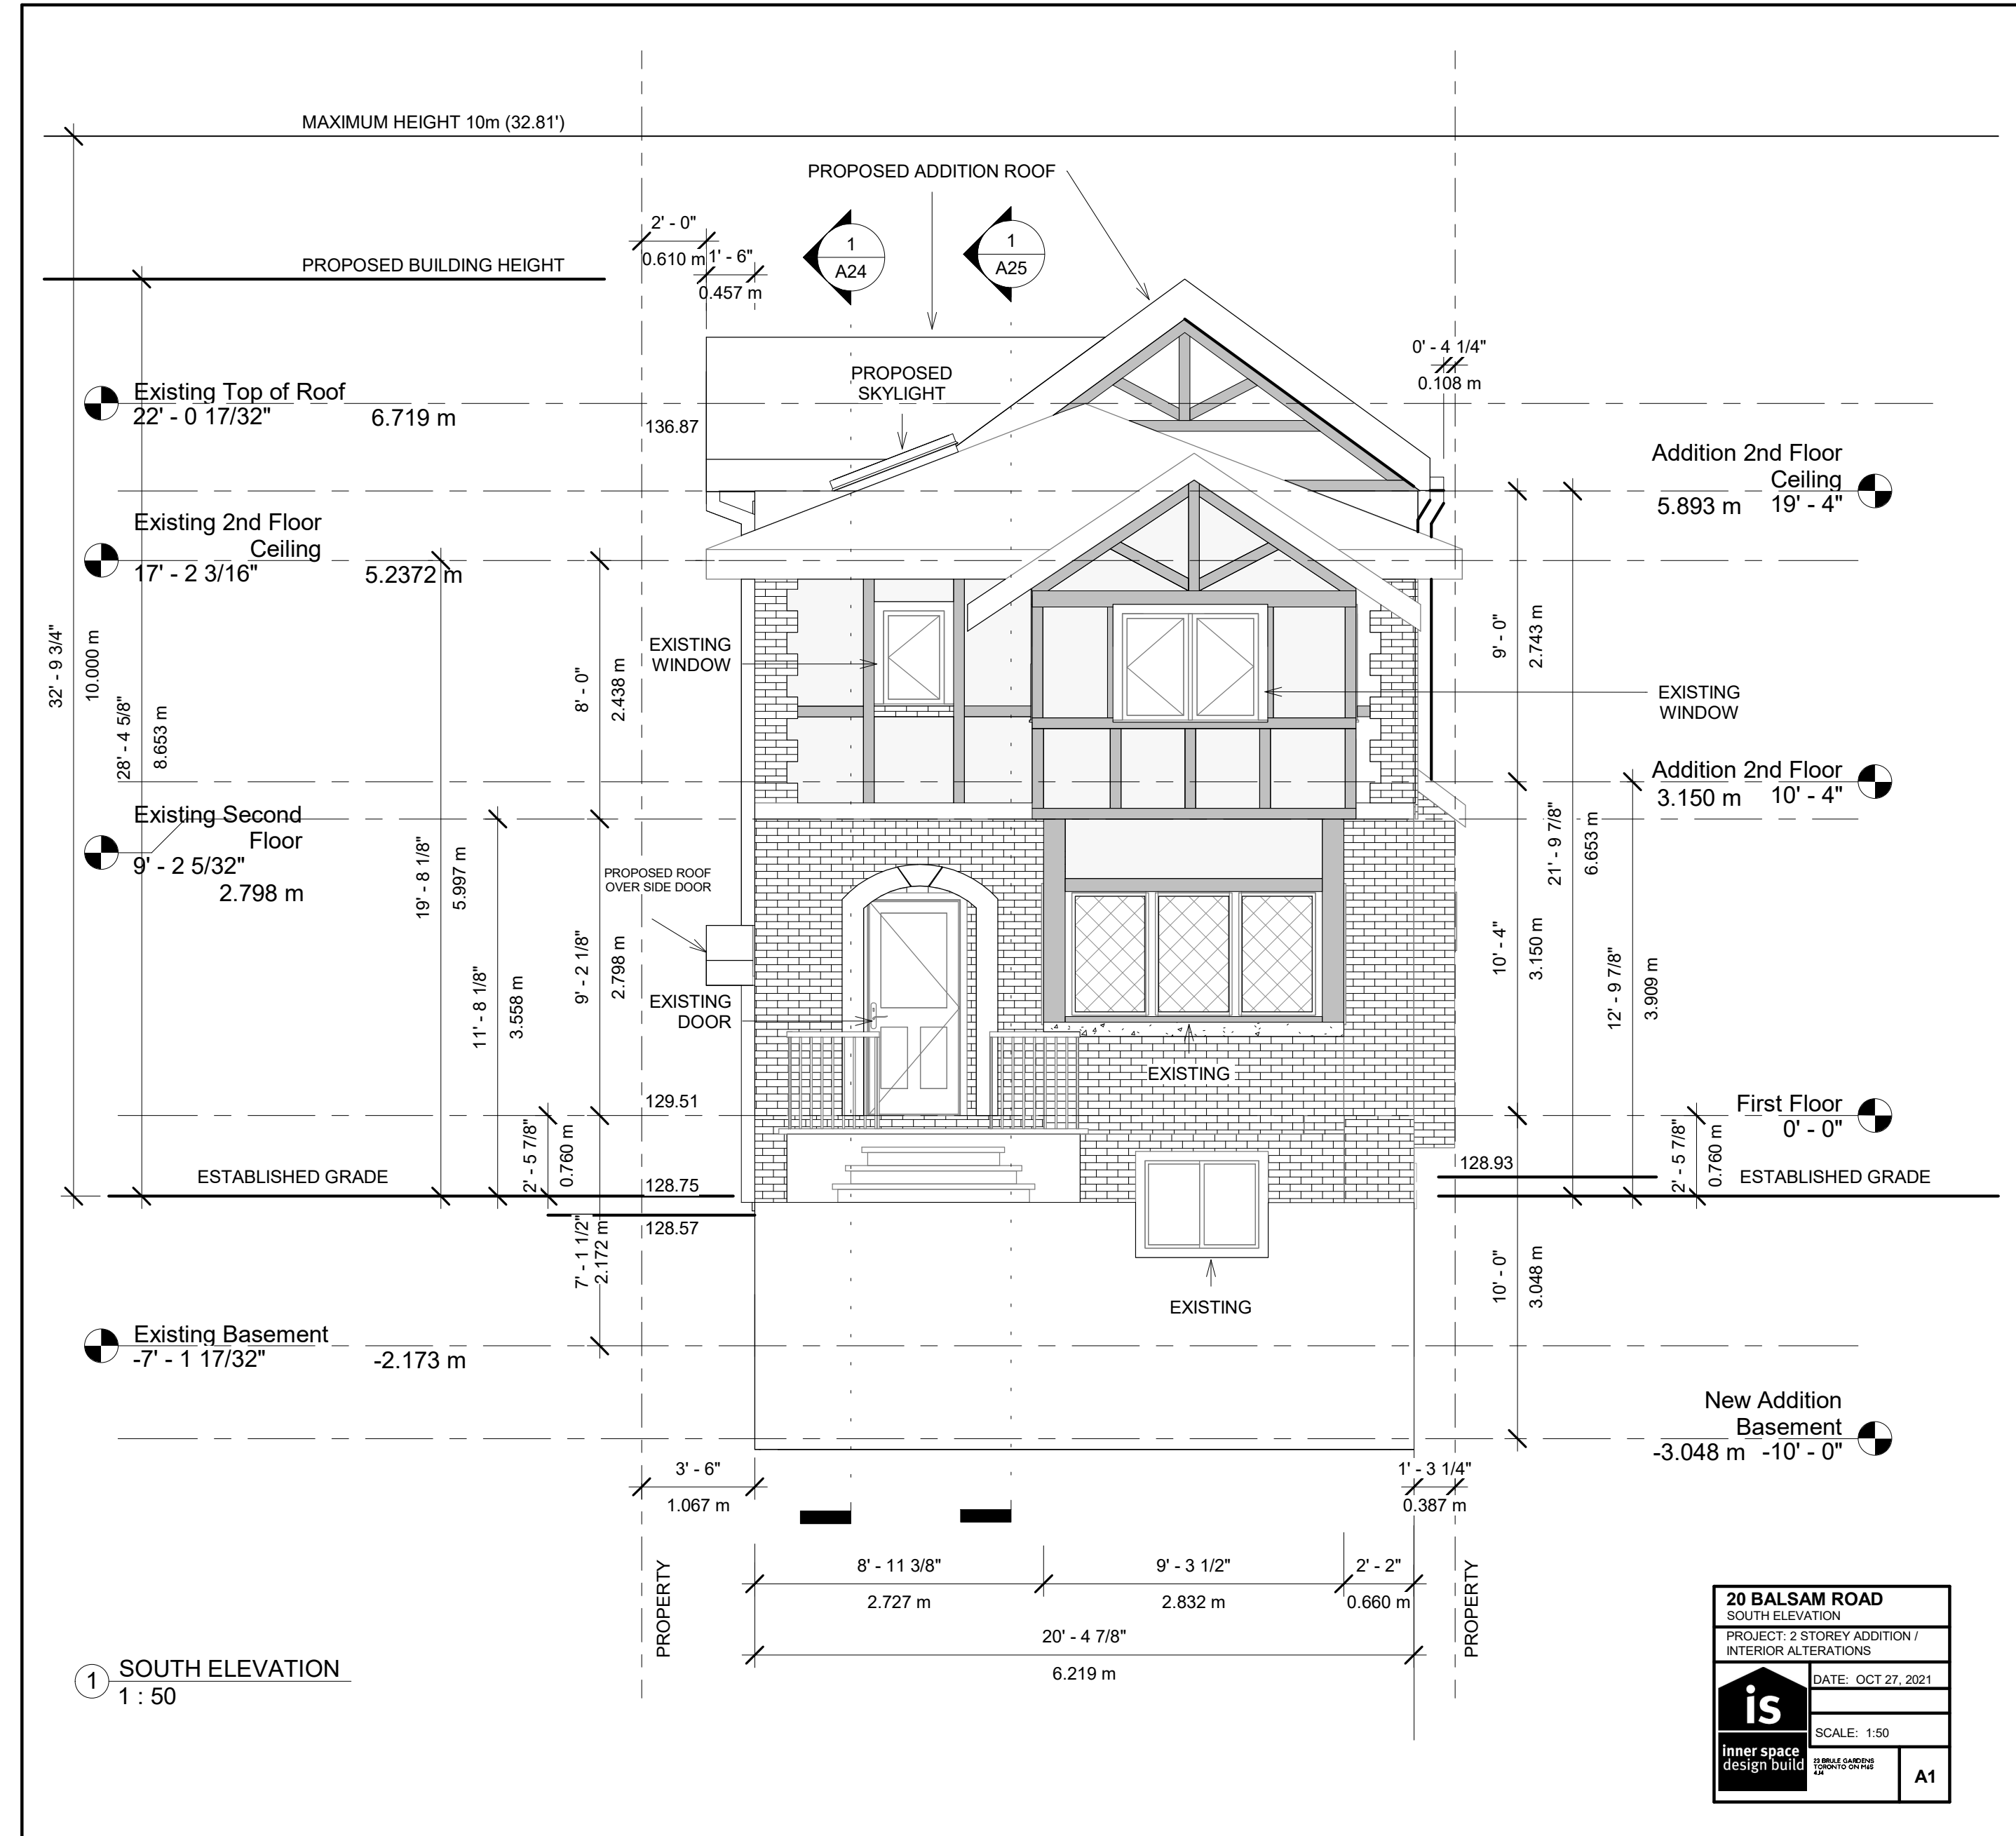 MAXIMUM HEIGHT 10m (32.81')
PROPOSED ADDITION ROOF
2' - 0"
0.610 m
1' - 6"
0.457 m
1
A24
1
A25
PROPOSED BUILDING HEIGHT
0' - 4 1/4"
0.108 m
PROPOSED
SKYLIGHT
136.87
Existing Top of Roof
22' - 0 17/32"
6.719 m
Addition 2nd Floor
Ceiling
5.893 m
19' - 4"
Existing 2nd Floor
Ceiling
17' - 2 3/16"
5.2372 m
32' - 9 3/4"
10.000 m
28' - 4 5/8"
8.653 m
8' - 0"
2.438 m
EXISTING
WINDOW
9' - 0"
2.743 m
EXISTING
WINDOW
Addition 2nd Floor
3.150 m
10' - 4"
Existing Second
Floor
9' - 2 5/32"
2.798 m
19' - 8 1/8"
5.997 m
11' - 8 1/8"
3.558 m
9' - 2 1/8"
2.798 m
PROPOSED ROOF
OVER SIDE DOOR
EXISTING
DOOR
21' - 9 7/8"
6.653 m
10' - 4"
3.150 m
12' - 9 7/8"
3.909 m
EXISTING
129.51
First Floor
0' - 0"
2' - 5 7/8"
0.760 m
2' - 5 7/8"
0.760 m
128.93
ESTABLISHED GRADE
128.75
ESTABLISHED GRADE
128.57
7' - 1 1/2"
2.172 m
10' - 0"
3.048 m
EXISTING
Existing Basement
-7' - 1 17/32"
-2.173 m
New Addition
Basement
-3.048 m
-10' - 0"
3' - 6"
1.067 m
1' - 3 1/4"
0.387 m
PROPERTY
8' - 11 3/8"
2.727 m
9' - 3 1/2"
2.832 m
2' - 2"
0.660 m
PROPERTY
20' - 4 7/8"
6.219 m
1
SOUTH ELEVATION
1 : 50
20 BALSAM ROAD
SOUTH ELEVATION
PROJECT: 2 STOREY ADDITION /
INTERIOR ALTERATIONS
is
inner space
design build
DATE: OCT 27, 2021
SCALE: 1:50
23 BRULE GARDENS
TORONTO ON M6S
4J4
A1